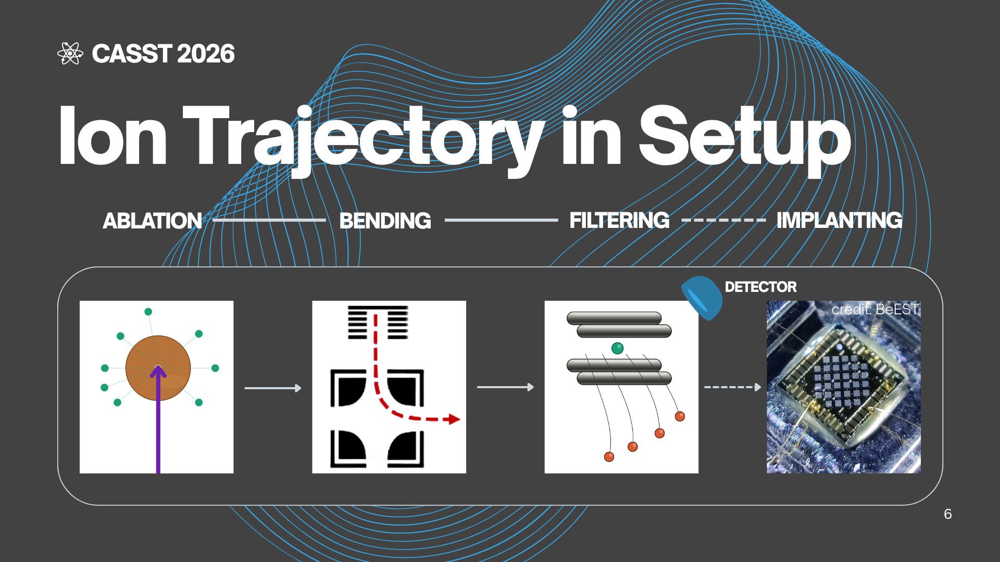 CASST 2026
Ion Trajectory in Setup
ABLATION
BENDING
FILTERING
IMPLANTING
DETECTOR
credit: BeEST
6